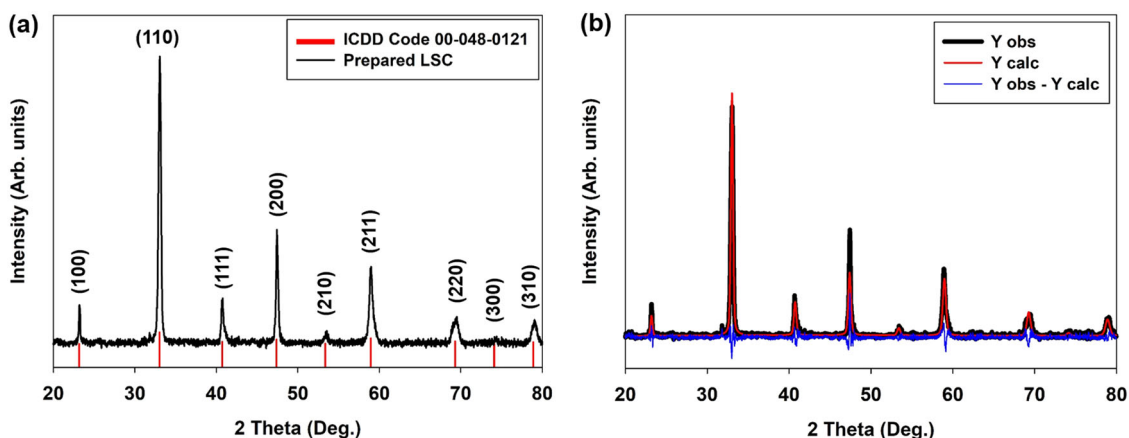 (a)
(110)
ICDD Code 00-048-0121
Prepared LSC
(100)
(111)
(200)
(210)
(211)
(220)
(300)
(310)
Intensity (Arb. units)
20 30 40 50 60 70 80
2 Theta (Deg.)
(b)
Y obs
Y calc
Y obs - Y calc
Intensity (Arb. units)
20 30 40 50 60 70 80
2 Theta (Deg.)